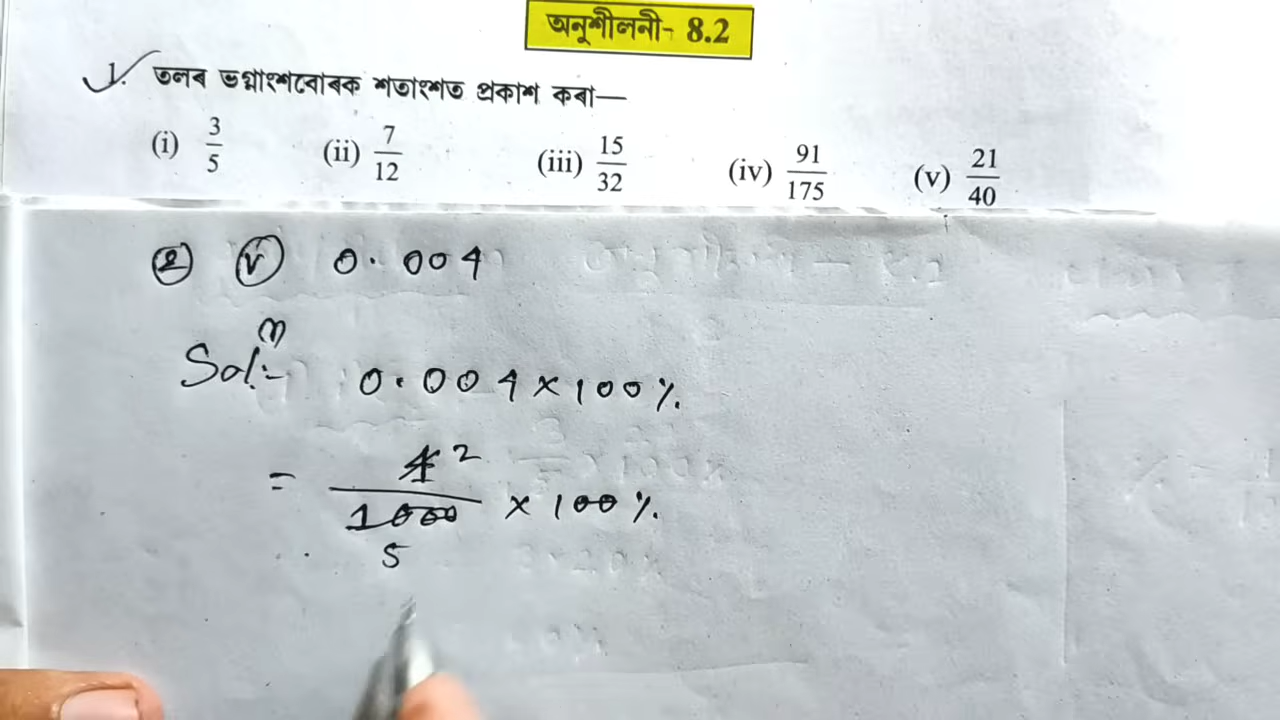 অনুশীলনী- 8.2
1. তলৰ ভগ্নাংশবোৰক শতাংশত প্ৰকাশ কৰা—
(i) 3/5 (ii) 7/12 (iii) 15/32 (iv) 91/175 (v) 21/40
২ v 0.004
Solⁿ:- 0.004 × 100%
= 4/1000 × 100%
2
5